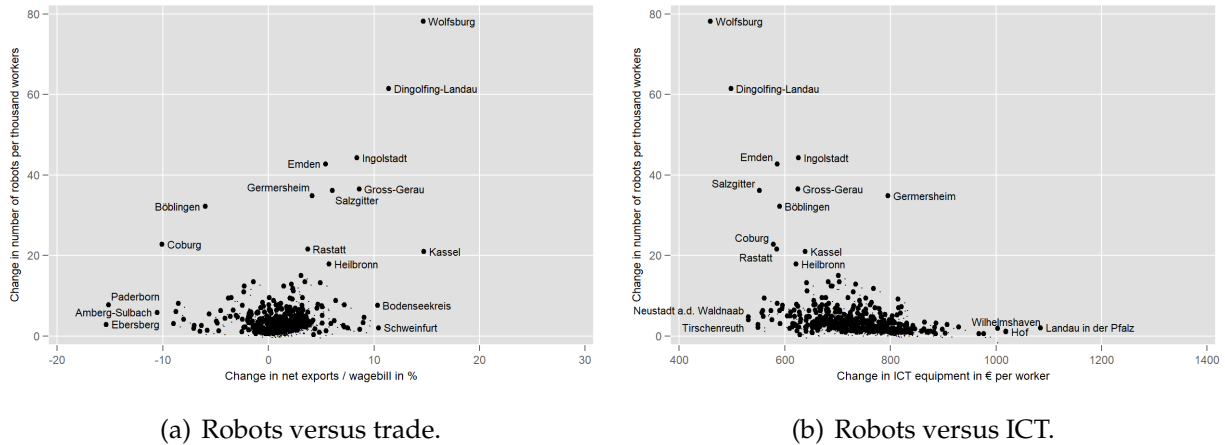 Change in number of robots per thousand workers
80
60
40
20
0
-20
-10
0
10
20
30
Change in net exports / wagebill in %
Wolfsburg
Dingolfing-Landau
Emden
Ingolstadt
Germersheim
Gross-Gerau
Salzgitter
Böblingen
Coburg
Rastatt
Kassel
Heilbronn
Paderborn
Amberg-Sulbach
Ebersberg
Bodenseekreis
Schweinfurt
(a) Robots versus trade.
Change in number of robots per thousand workers
80
60
40
20
0
400
600
800
1000
1200
1400
Change in ICT equipment in € per worker
Wolfsburg
Dingolfing-Landau
Emden
Ingolstadt
Salzgitter
Gross-Gerau
Germersheim
Böblingen
Coburg
Rastatt
Kassel
Heilbronn
Neustadt a.d. Waldnaab
Tirschenreuth
Wilhelmshaven
Hof
Landau in der Pfalz
(b) Robots versus ICT.